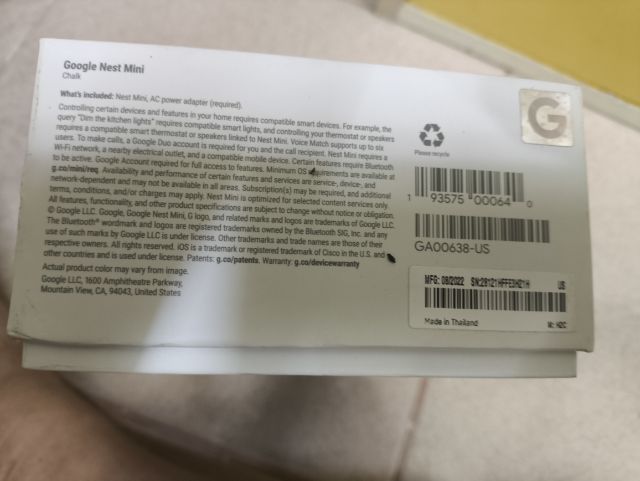 Google Nest Mini
Chalk
What's included: Nest Mini, AC power adapter (required).
Controlling certain devices and features in your home requires compatible smart devices. For example, the
query "Dim the kitchen lights" requires compatible smart lights, and controlling your thermostat or speakers
requires a compatible smart thermostat or speakers linked to Nest Mini. Voice Match supports up to six
users. To make calls, a Google Duo account is required for you and the call recipient. Nest Mini requires a
Wi-Fi network, a nearby electrical outlet, and a compatible mobile device. Certain features require Bluetooth
to be active. Google Account required for full access to features. Minimum OS requirements are available at
g.co/mini/req. Availability and performance of certain features and services are service-, device-, and
network-dependent and may not be available in all areas. Subscription(s) may be required, and additional
terms, conditions, and/or charges may apply. Nest Mini is optimized for selected content services only.
All features, functionality, and other product specifications are subject to change without notice or obligation.
© Google LLC. Google, Google Nest Mini, G logo, and related marks and logos are trademarks of Google LLC.
The Bluetooth® wordmark and logos are registered trademarks owned by the Bluetooth SIG, Inc. and any
use of such marks by Google LLC is under license. Other trademarks and trade names are those of their
respective owners. All rights reserved. iOS is a trademark or registered trademark of Cisco in the U.S. and
other countries and is used under license. Patents: g.co/patents. Warranty: g.co/devicewarranty
Actual product color may vary from image.
Google LLC, 1600 Amphitheatre Parkway,
Mountain View, CA, 94043, United States
G
Please recycle
1 93575 00064 0
GA00638-US
MFG: 08/2022 US
Made in Thailand W: H2C